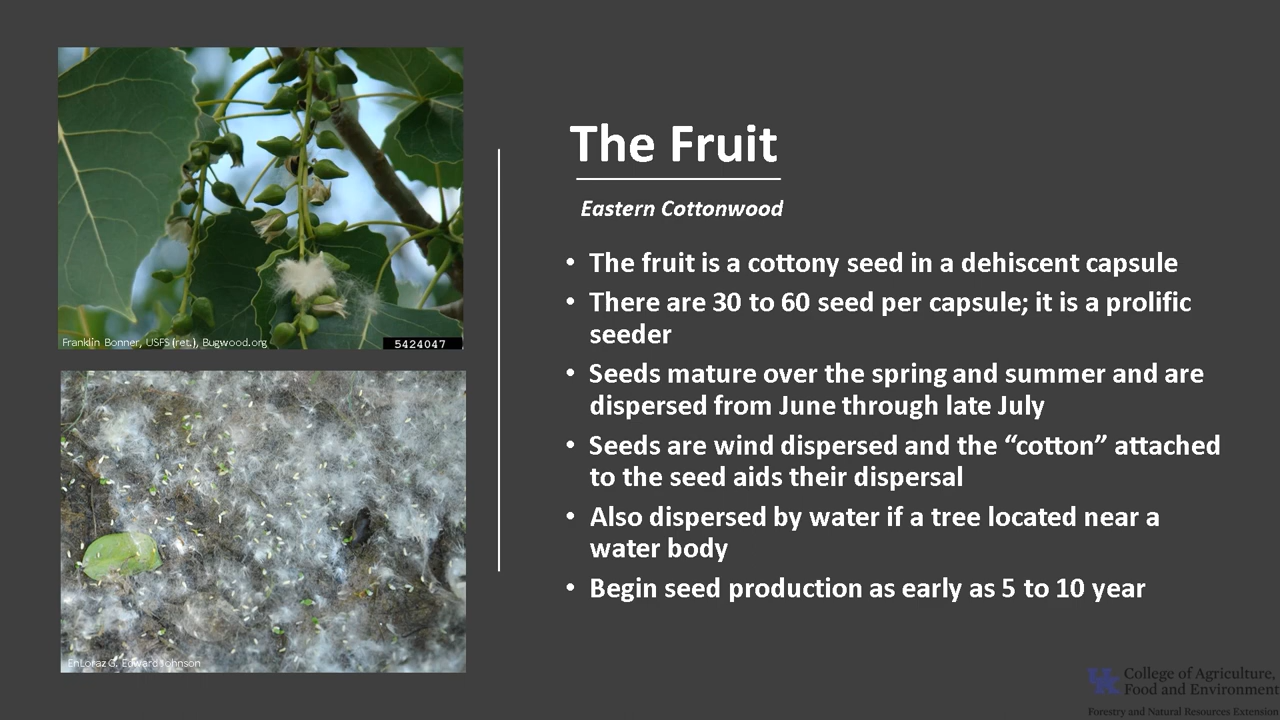 The Fruit
Eastern Cottonwood
• The fruit is a cottony seed in a dehiscent capsule
• There are 30 to 60 seed per capsule; it is a prolific
seeder
• Seeds mature over the spring and summer and are
dispersed from June through late July
• Seeds are wind dispersed and the “cotton” attached
to the seed aids their dispersal
• Also dispersed by water if a tree located near a
water body
• Begin seed production as early as 5 to 10 year
Franklin Bonner, USFS (ret.), Bugwood.org
5424047
EnLoraz G. Edward Johnson
UK
College of Agriculture,
Food and Environment
Forestry and Natural Resources Extension